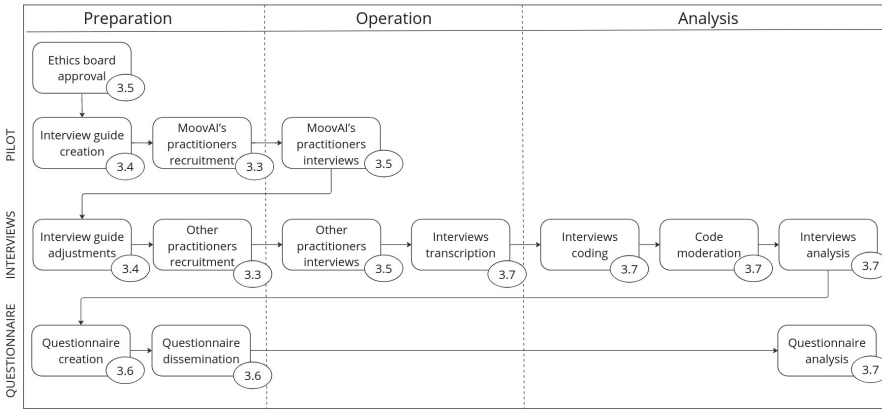 Preparation
Operation
Analysis
PILOT
Ethics board
approval
3.5
Interview guide
creation
3.4
MoovAI's
practitioners
recruitment
3.3
MoovAI's
practitioners
interviews
3.5
INTERVIEWS
Interview guide
adjustments
3.4
Other
practitioners
recruitment
3.3
Other
practitioners
interviews
3.5
Interviews
transcription
3.7
Interviews
coding
3.7
Code
moderation
3.7
Interviews
analysis
3.7
QUESTIONNAIRE
Questionnaire
creation
3.6
Questionnaire
dissemination
3.6
Questionnaire
analysis
3.7